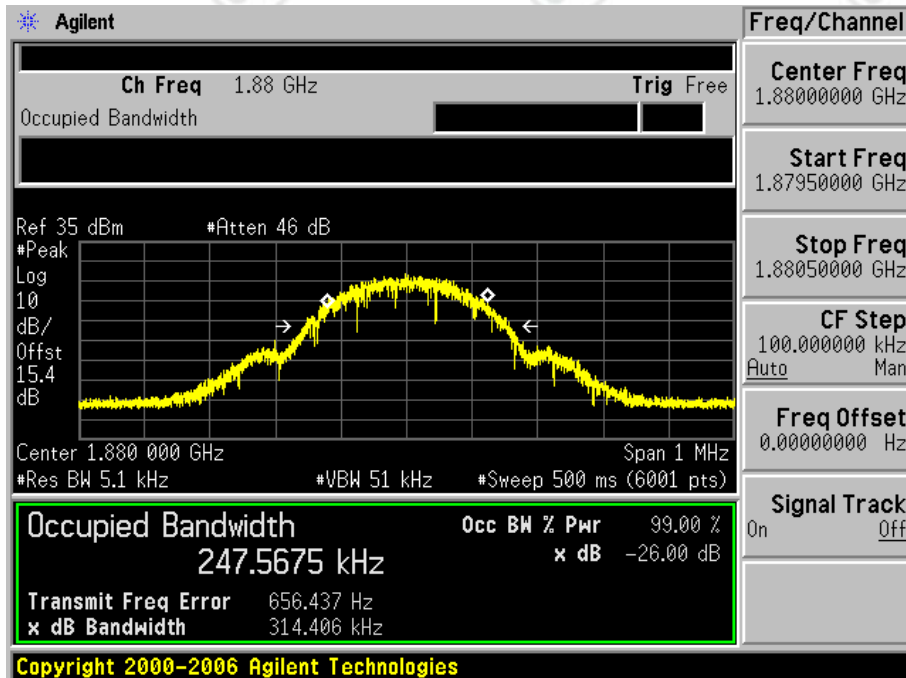 Agilent
Freq/Channel
Ch Freq 1.88 GHz Trig Free
Occupied Bandwidth
Center Freq
1.88000000 GHz
Start Freq
1.87950000 GHz
Stop Freq
1.88050000 GHz
CF Step
100.000000 kHz
Auto Man
Freq Offset
0.00000000 Hz
Signal Track
On Off
Ref 35 dBm #Atten 46 dB
#Peak
Log
10
dB/
Offst
15.4
dB
Center 1.880 000 GHz Span 1 MHz
#Res BW 5.1 kHz #VBW 51 kHz #Sweep 500 ms (6001 pts)
Occupied Bandwidth
247.5675 kHz
Occ BW % Pwr 99.00 %
x dB -26.00 dB
Transmit Freq Error 656.437 Hz
x dB Bandwidth 314.406 kHz
Copyright 2000-2006 Agilent Technologies